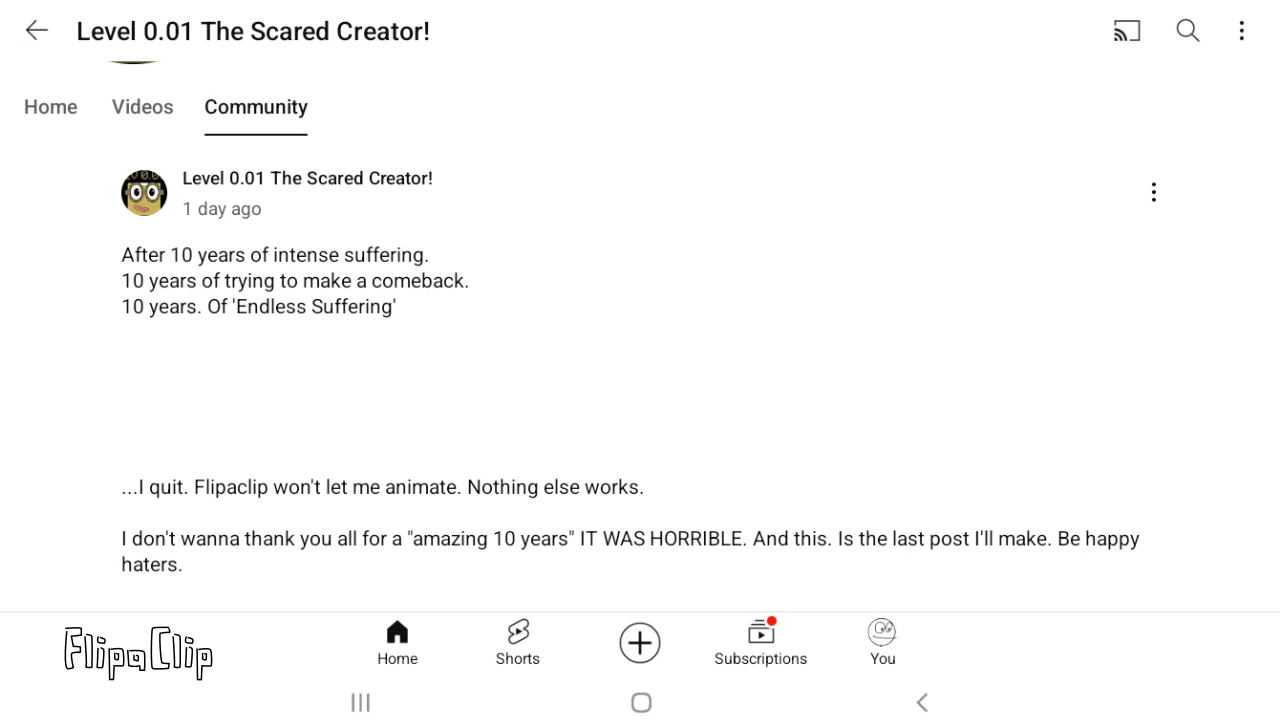 Level 0.01 The Scared Creator!
Home Videos Community
Level 0.01 The Scared Creator!
1 day ago
After 10 years of intense suffering.
10 years of trying to make a comeback.
10 years. Of 'Endless Suffering'
...I quit. Flipaclip won't let me animate. Nothing else works.
I don't wanna thank you all for a "amazing 10 years" IT WAS HORRIBLE. And this. Is the last post I'll make. Be happy
haters.
FlipaClip
Home Shorts Subscriptions You